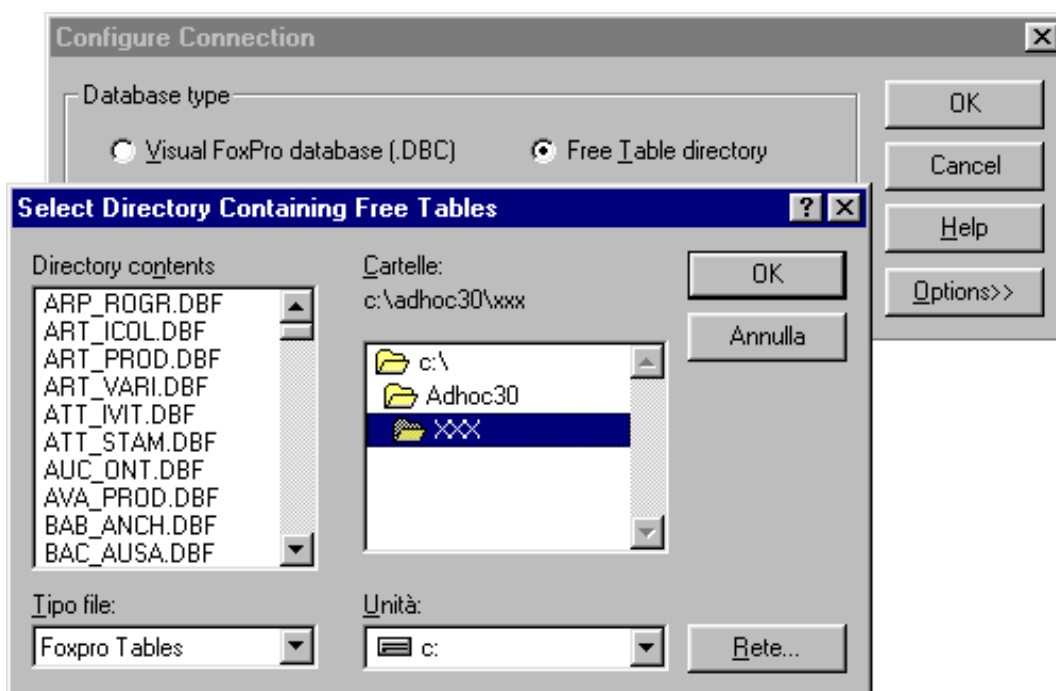 Configure Connection
Database type
Visual FoxPro database (.DBC)
Free Table directory
OK
Cancel
Help
Options>>
Select Directory Containing Free Tables
Directory contents
ARP_ROGR.DBF
ART_ICOL.DBF
ART_PROD.DBF
ART_VARI.DBF
ATT_IVIT.DBF
ATT_STAM.DBF
AUC_ONT.DBF
AVA_PROD.DBF
BAB_ANCH.DBF
BAC_AUSA.DBF
Cartelle:
c:\adhoc30\xxx
c:\
Adhoc30
XXX
OK
Annulla
Tipo file:
Foxpro Tables
Unità:
c:
Rete...